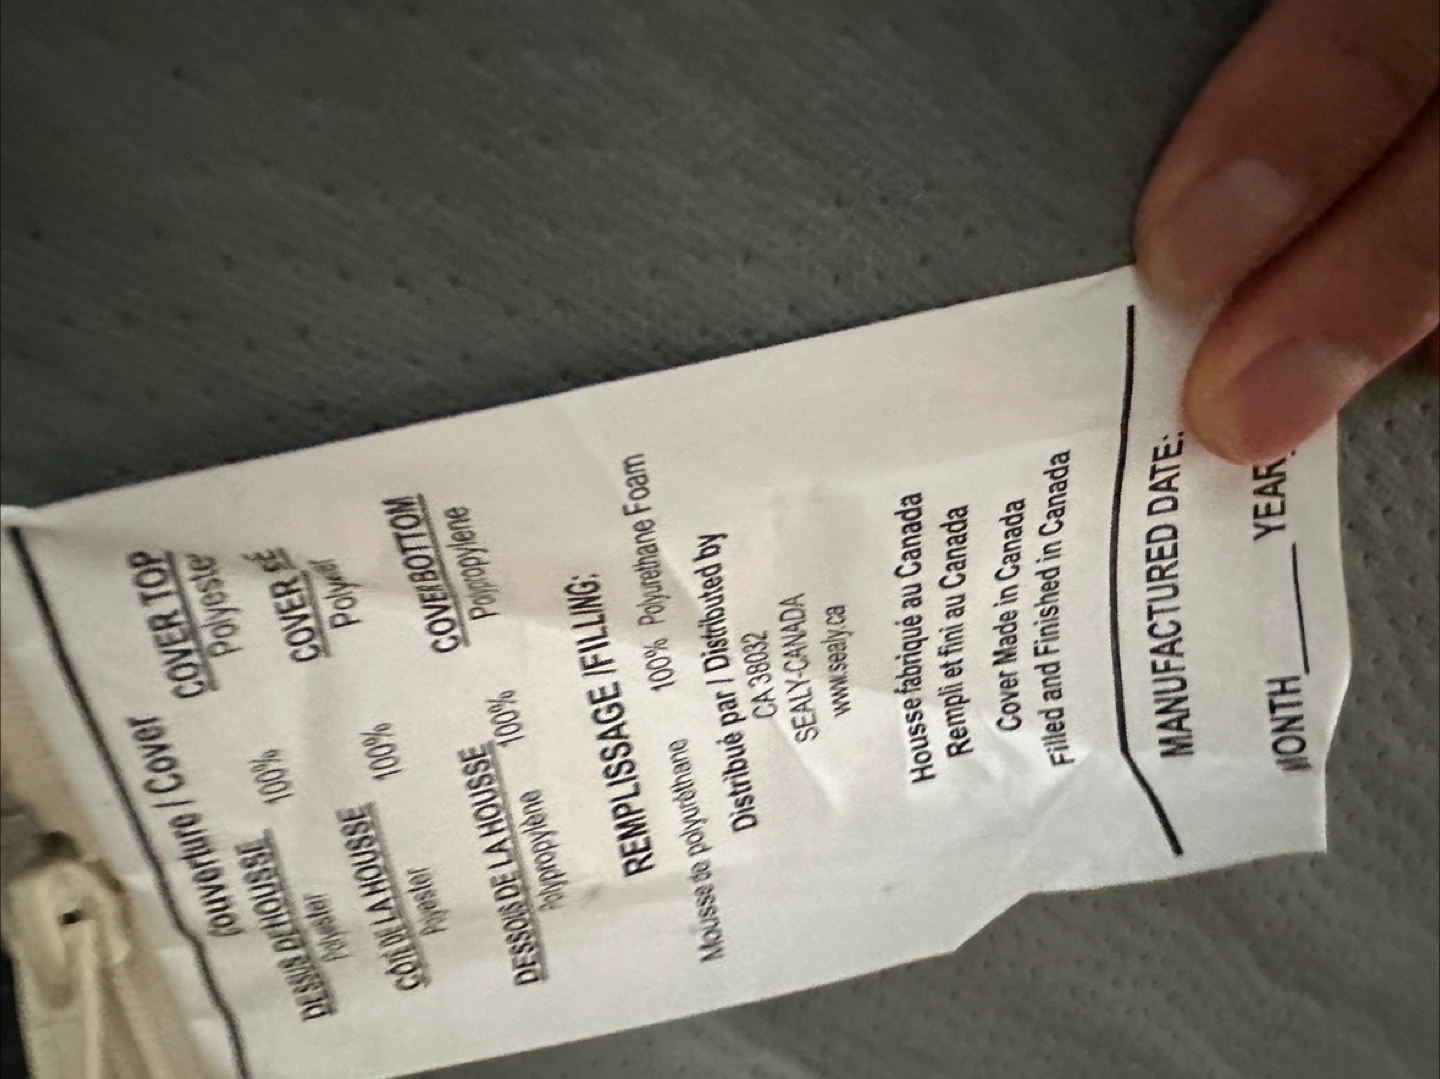 Couverture / Cover
DESSUS DE HOUSSE COVER TOP
100%
Polyester Polyester
CÔTÉ DE LA HOUSSE COVER
100%
Polyester
DESSOUS DE LA HOUSSE COVER BOTTOM
100%
Polypropylène Polypropylene
REMPLISSAGE / FILLING:
100%
Mousse de polyuréthane Polyurethane Foam
Distribué par / Distributed by
CA 38032
SEALY-CANADA
www.sealy.ca
Housse fabriqué au Canada
Rempli et fini au Canada
Cover Made in Canada
Filled and Finished in Canada
MANUFACTURED DATE:
MONTH____ YEAR